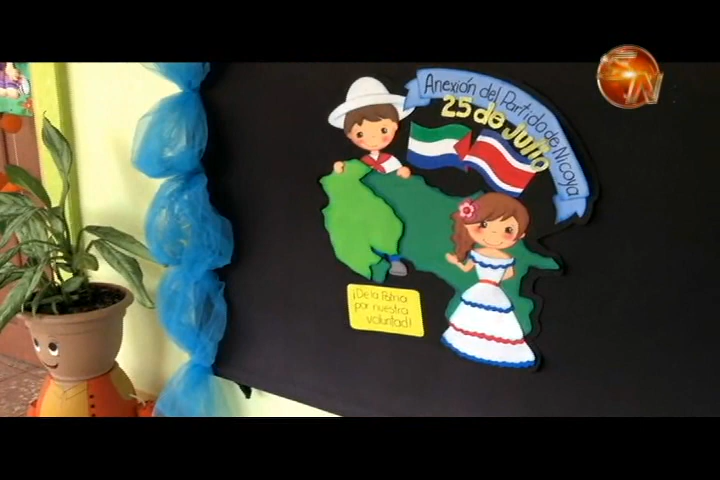 Anexión del Partido de Nicoya
25 de Julio
¡De la Patria
por nuestra
voluntad!